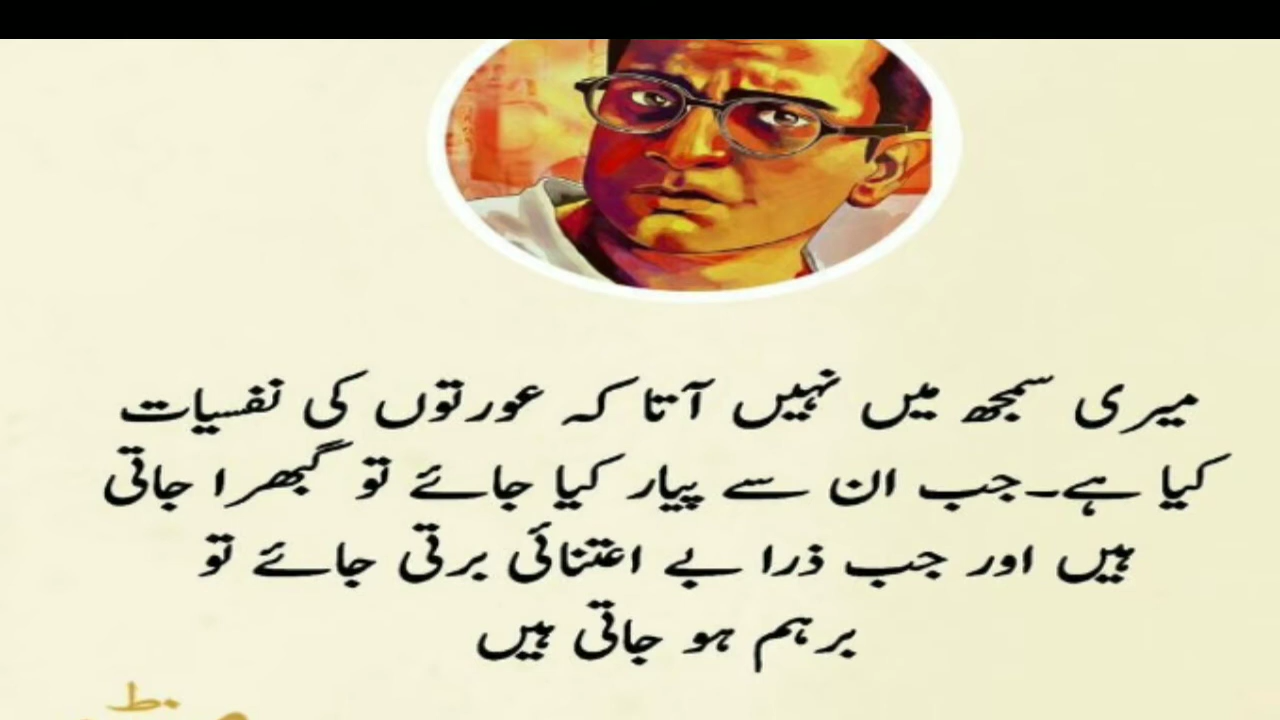 میری سمجھ میں نہیں آتا کہ عورتوں کی نفسیات
کیا ہے۔جب ان سے پیار کیا جائے تو گبھرا جاتی
ہیں اور جب ذرا بے اعتنائی برتی جائے تو
برہم ہو جاتی ہیں